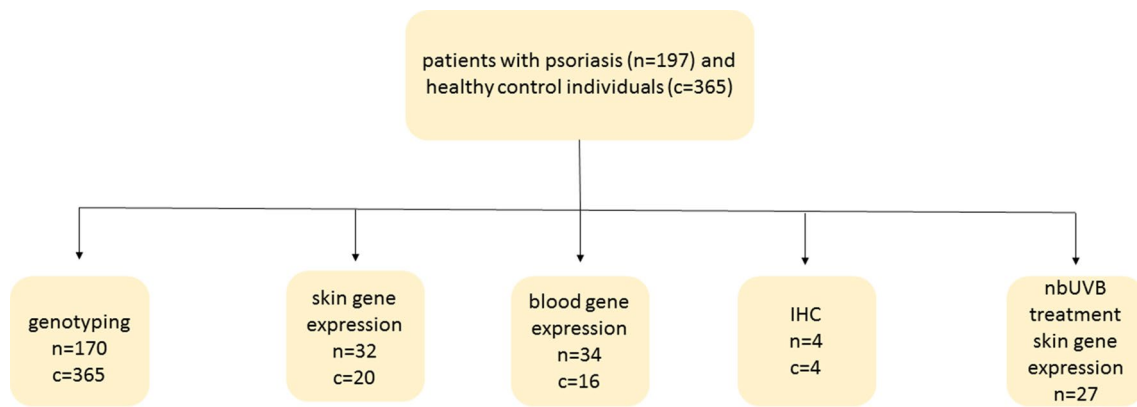 patients with psoriasis (n=197) and
healthy control individuals (c=365)
genotyping
n=170
c=365
skin gene
expression
n=32
c=20
blood gene
expression
n=34
c=16
IHC
n=4
c=4
nbUVB
treatment
skin gene
expression
n=27